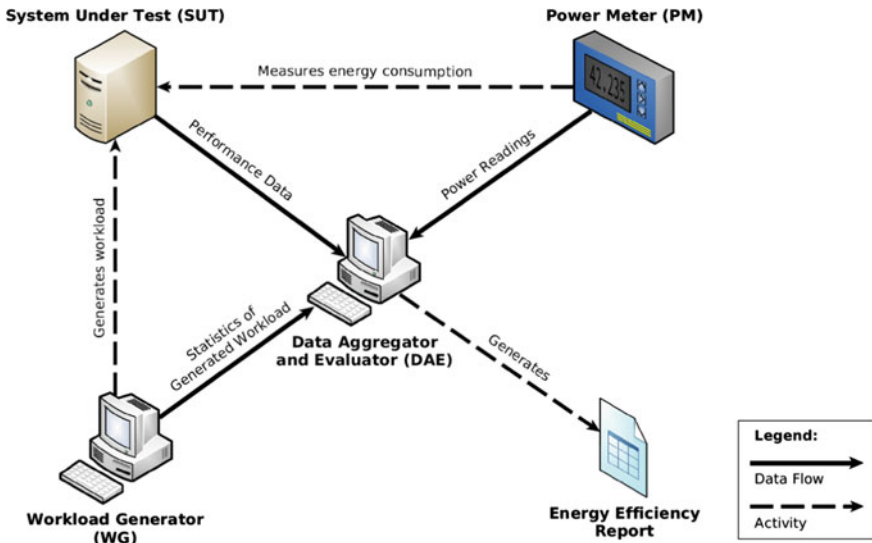 System Under Test (SUT)
Power Meter (PM)
Measures energy consumption
42.235
Performance Data
Power Readings
Generates workload
Statistics of
Generated Workload
Data Aggregator
and Evaluator (DAE)
Generates
Workload Generator
(WG)
Energy Efficiency
Report
Legend:
Data Flow
Activity